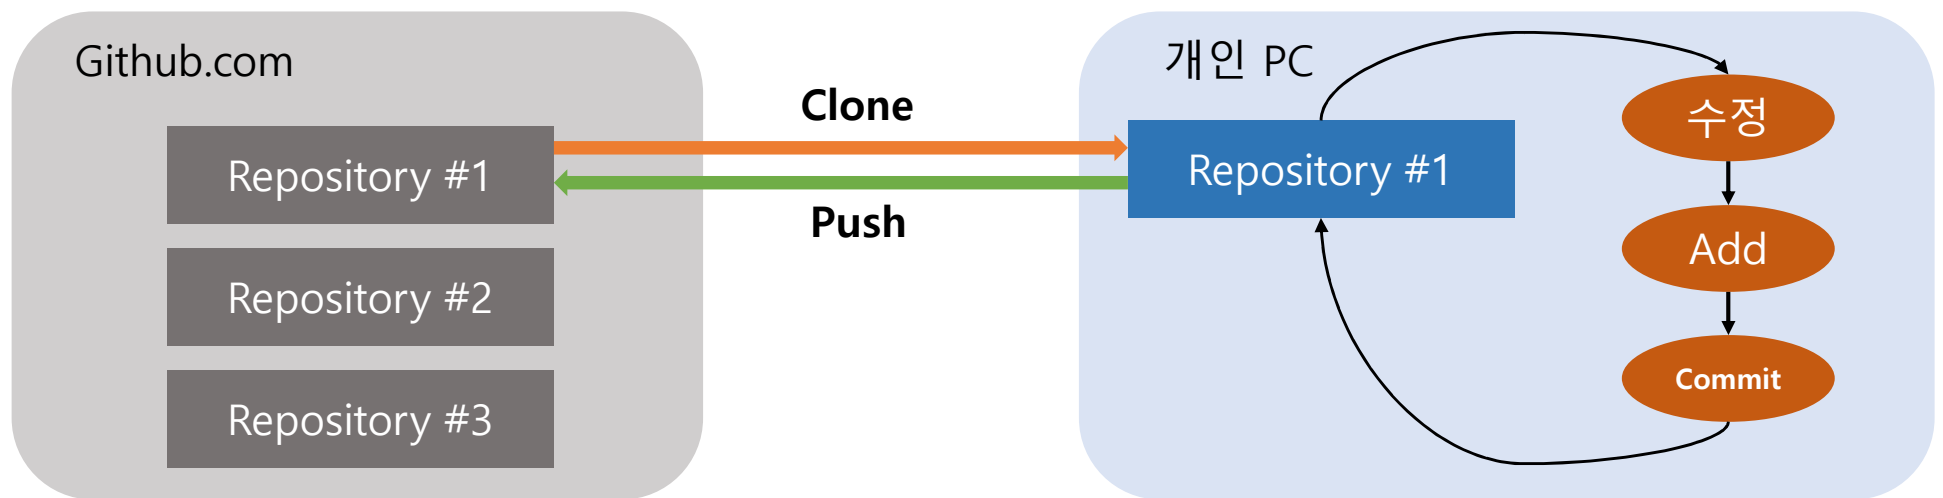 Github.com
Repository #1
Repository #2
Repository #3
Clone
Push
개인 PC
Repository #1
수정
Add
Commit